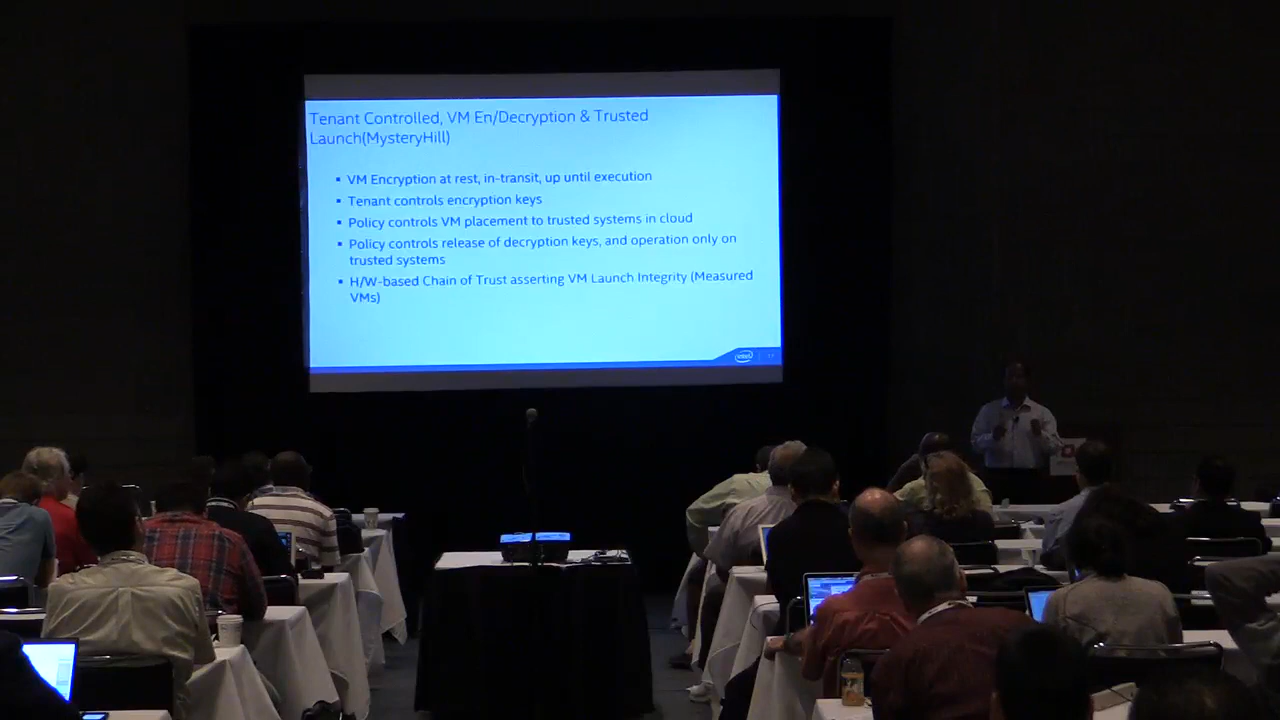 Tenant Controlled, VM En/Decryption & Trusted
Launch(MysteryHill)
▪ VM Encryption at rest, in-transit, up until execution
▪ Tenant controls encryption keys
▪ Policy controls VM placement to trusted systems in cloud
▪ Policy controls release of decryption keys, and operation only on
trusted systems
▪ H/W-based Chain of Trust asserting VM Launch Integrity (Measured
VMs)
intel 17